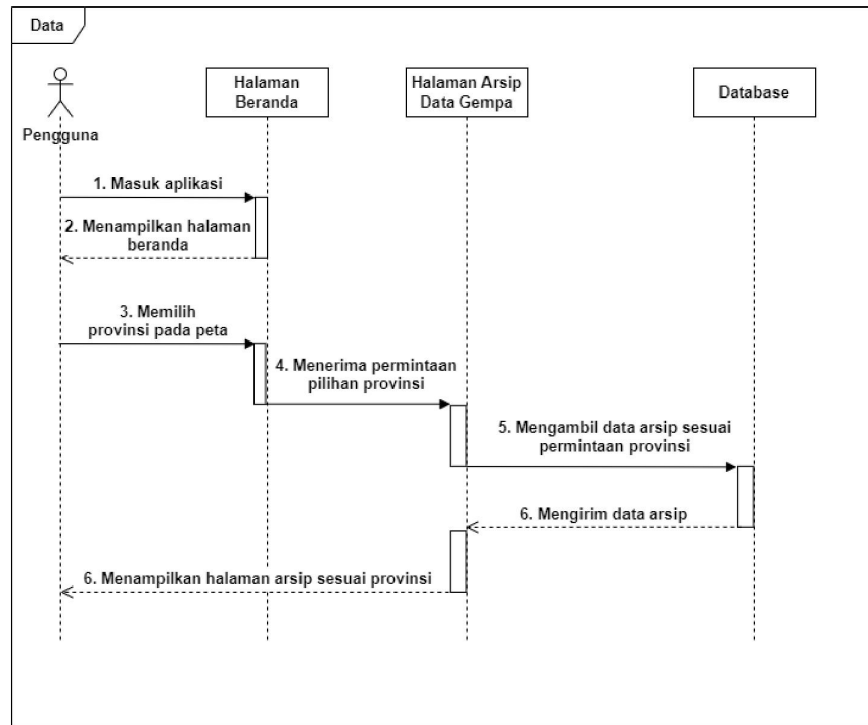 Data
Halaman
Beranda
Halaman Arsip
Data Gempa
Database
Pengguna
1. Masuk aplikasi
2. Menampilkan halaman
beranda
3. Memilih
provinsi pada peta
4. Menerima permintaan
pilihan provinsi
5. Mengambil data arsip sesuai
permintaan provinsi
6. Mengirim data arsip
6. Menampilkan halaman arsip sesuai provinsi